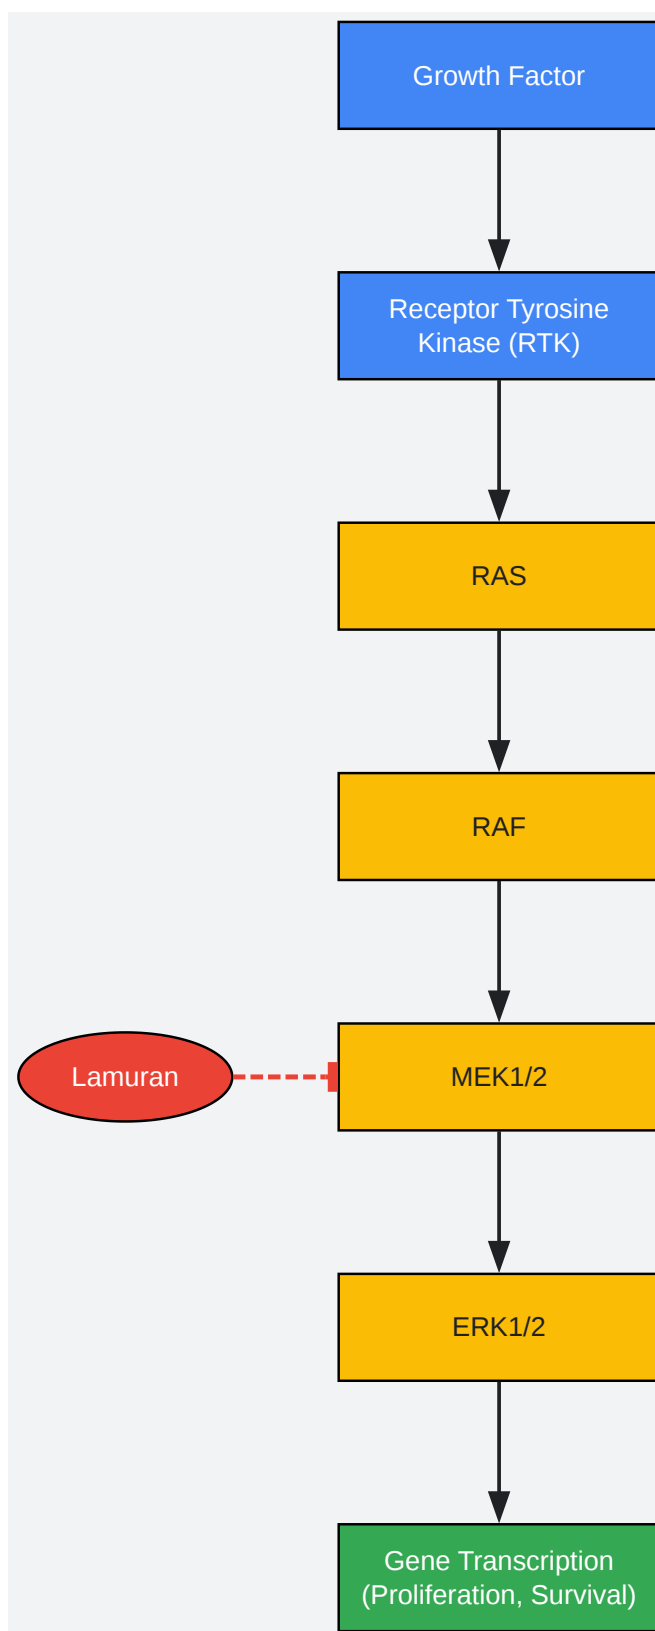 Growth Factor
Receptor Tyrosine
Kinase (RTK)
RAS
RAF
Lamuran
MEK1/2
ERK1/2
Gene Transcription
(Proliferation, Survival)